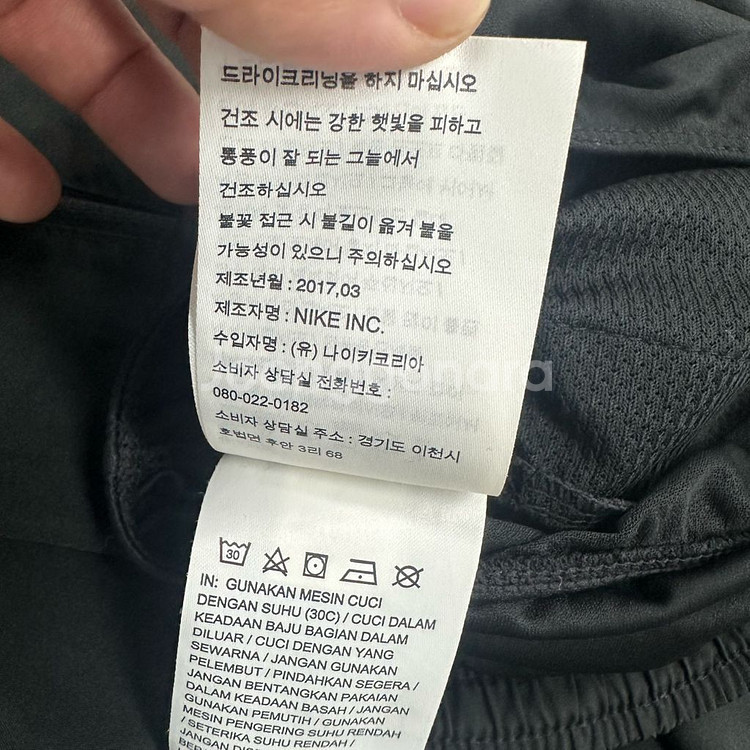 드라이크리닝을 하지 마십시오
건조 시에는 강한 햇빛을 피하고
통풍이 잘 되는 그늘에서
건조하십시오
불꽃 접근 시 불길이 옮겨 붙을
가능성이 있으니 주의하십시오
제조년월 : 2017,03
제조자명 : NIKE INC.
수입자명 : (유) 나이키코리아
소비자 상담실 전화번호 :
080-022-0182
소비자 상담실 주소 : 경기도 이천시
호법면 후안 3리 68
30
IN: GUNAKAN MESIN CUCI
DENGAN SUHU (30C) / CUCI DALAM
KEADAAN BAJU BAGIAN DALAM
DILUAR / CUCI DENGAN YANG
SEWARNA / JANGAN GUNAKAN
PELEMBUT / PINDAHKAN SEGERA /
JANGAN BENTANGKAN PAKAIAN
DALAM KEADAAN BASAH / JANGAN
GUNAKAN PEMUTIH / GUNAKAN
MESIN PENGERING SUHU RENDAH
/ SETERIKA SUHU RENDAH /